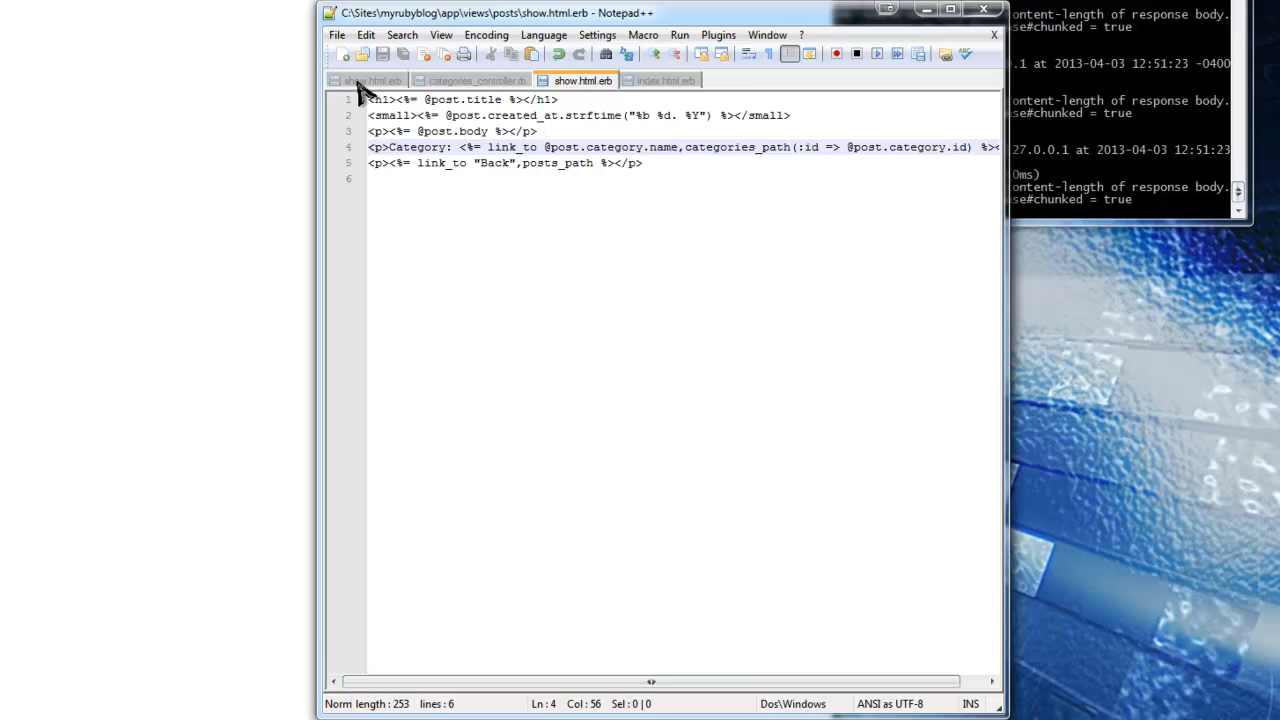 C:\Sites\myrubyblog\app\views\posts\show.html.erb - Notepad++
File Edit Search View Encoding Language Settings Macro Run Plugins Window ? X
show.html.erb categories_controller.rb show.html.erb index.html.erb
1 <h1><%= @post.title %></h1>
2 <small><%= @post.created_at.strftime("%b %d. %Y") %></small>
3 <p><%= @post.body %></p>
4 <p>Category: <%= link_to @post.category.name,categories_path(:id => @post.category.id) %><
5 <p><%= link_to "Back",posts_path %></p>
6
Norm length : 253 lines : 6 Ln : 4 Col : 56 Sel : 0 | 0 Dos\Windows ANSI as UTF-8 INS
ontent-length of response body.
se#chunked = true
.1 at 2013-04-03 12:51:23 -0400
ontent-length of response body.
se#chunked = true
27.0.0.1 at 2013-04-03 12:51:23
(0ms)
ontent-length of response body.
se#chunked = true